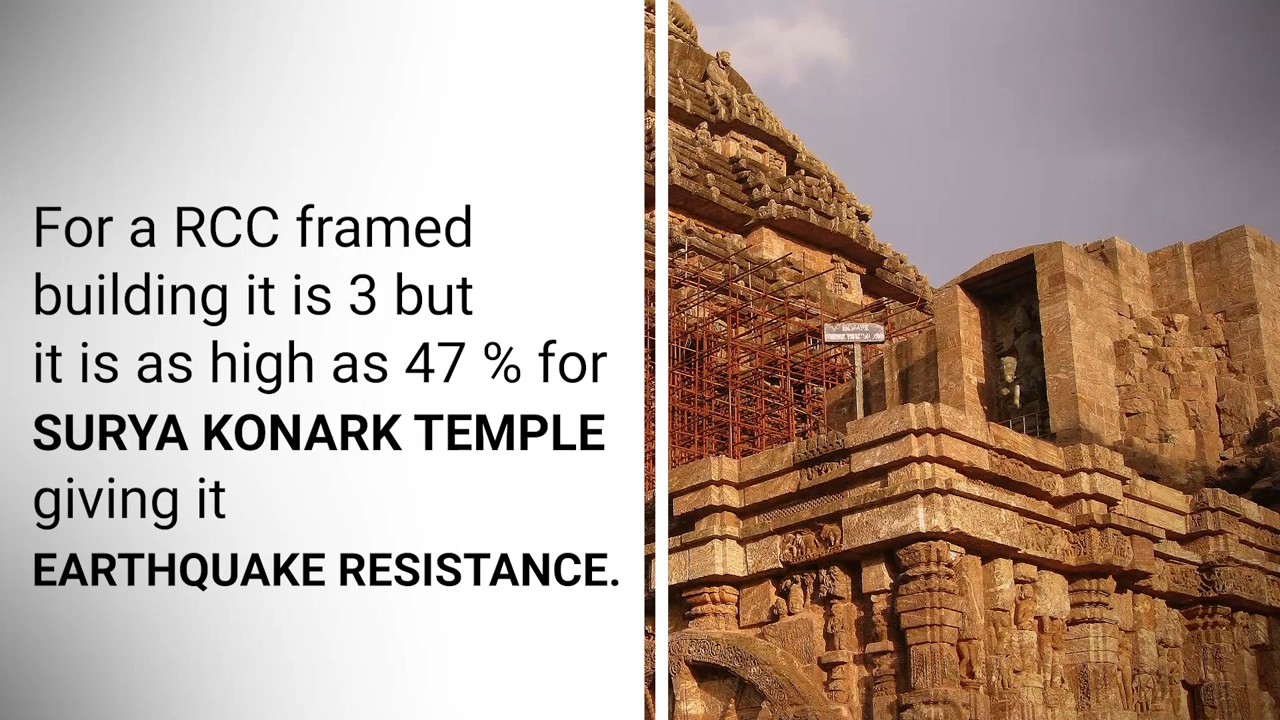 For a RCC framed
building it is 3 but
it is as high as 47 % for
SURYA KONARK TEMPLE
giving it
EARTHQUAKE RESISTANCE.